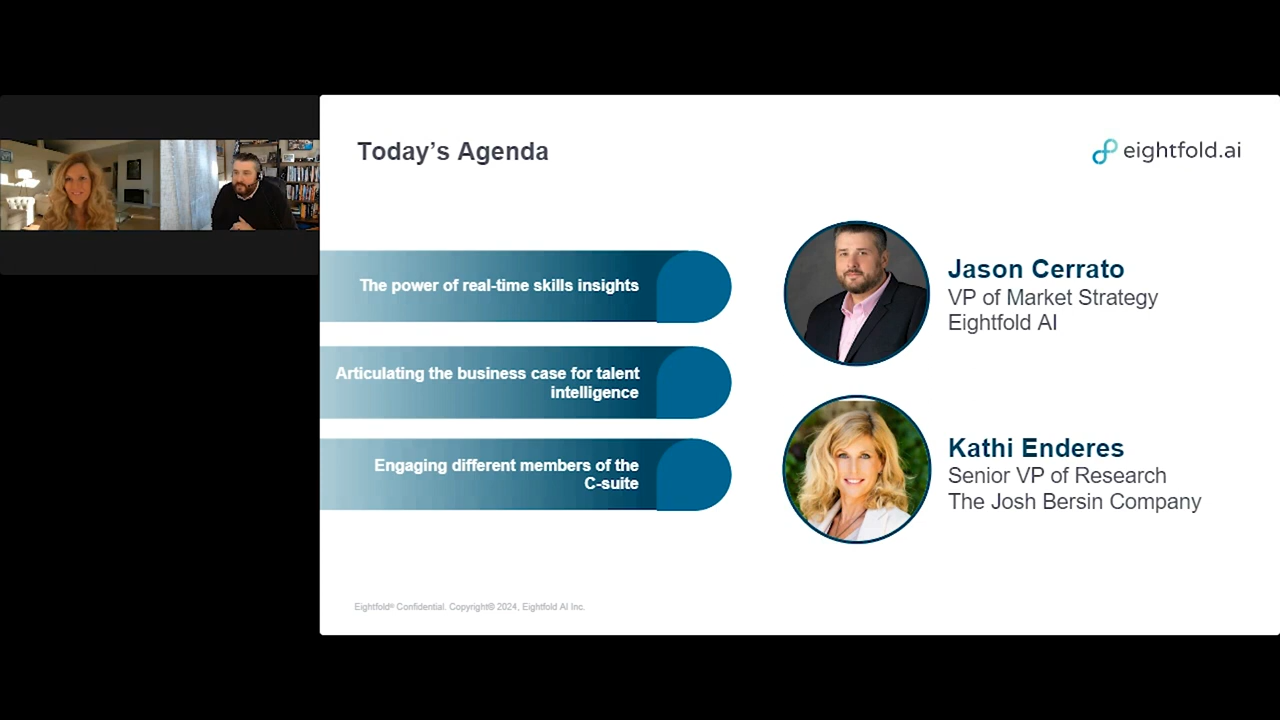 Today's Agenda
eightfold.ai
The power of real-time skills insights
Articulating the business case for talent
intelligence
Engaging different members of the
C-suite
Jason Cerrato
VP of Market Strategy
Eightfold AI
Kathi Enderes
Senior VP of Research
The Josh Bersin Company
Eightfold® Confidential. Copyright© 2024, Eightfold AI Inc.